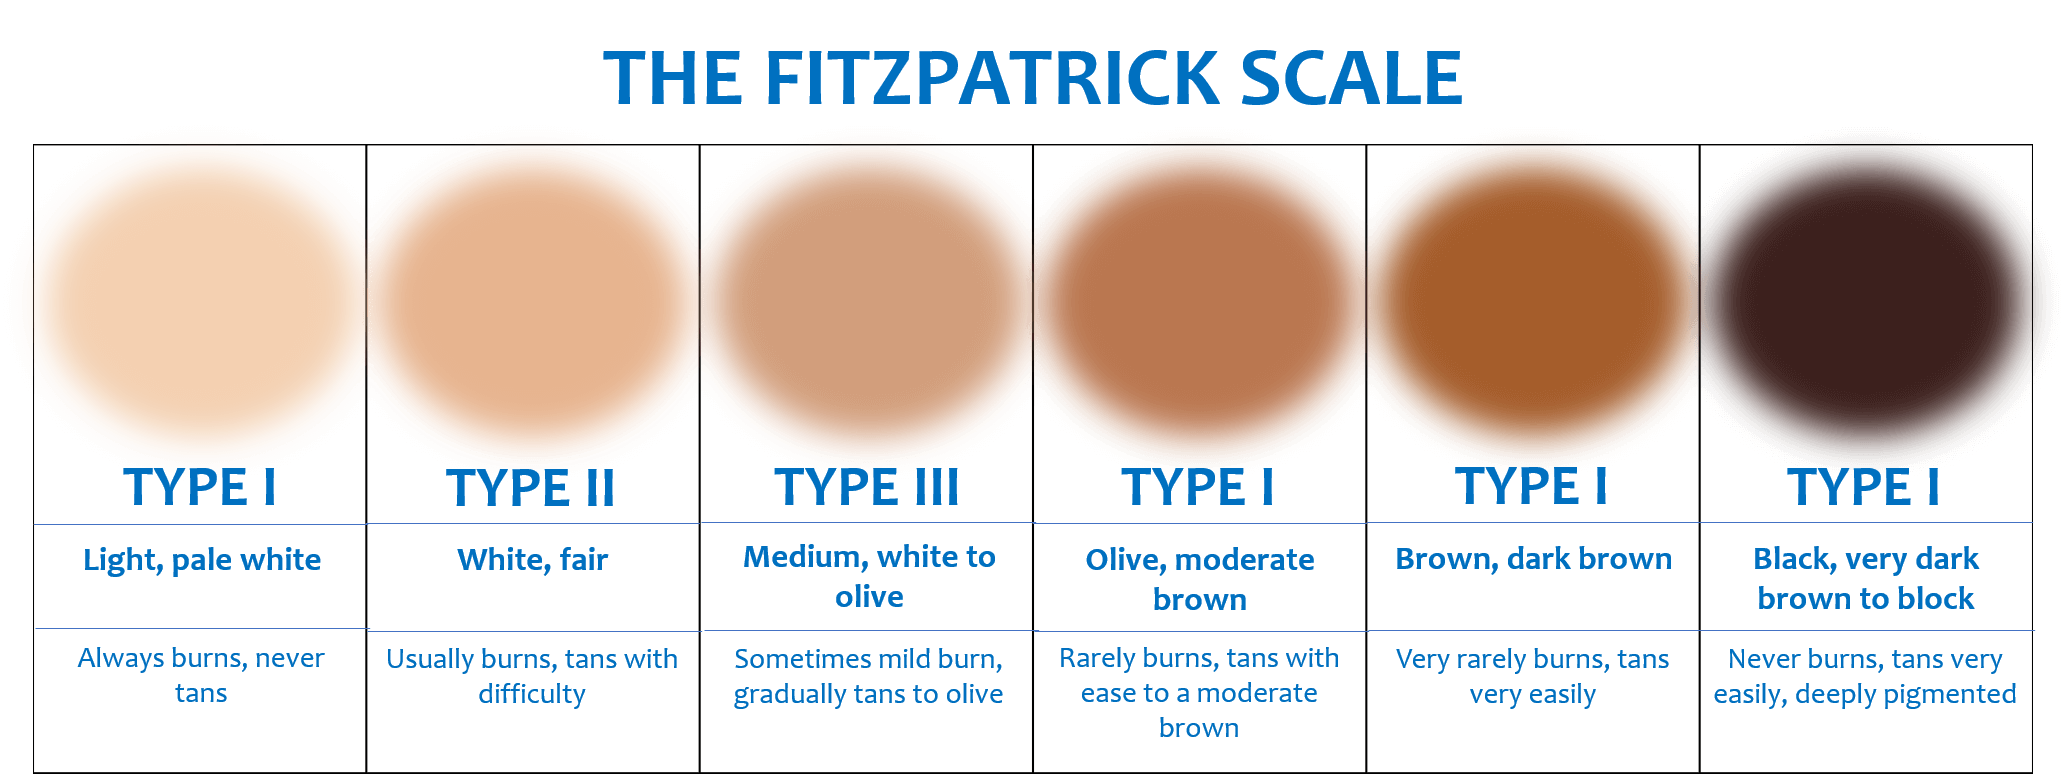 THE FITZPATRICK SCALE
TYPE I
Light, pale white
Always burns, never
tans
TYPE II
White, fair
Usually burns, tans with
difficulty
TYPE III
Medium, white to
olive
Sometimes mild burn,
gradually tans to olive
TYPE I
Olive, moderate
brown
Rarely burns, tans with
ease to a moderate
brown
TYPE I
Brown, dark brown
Very rarely burns, tans
very easily
TYPE I
Black, very dark
brown to block
Never burns, tans very
easily, deeply pigmented